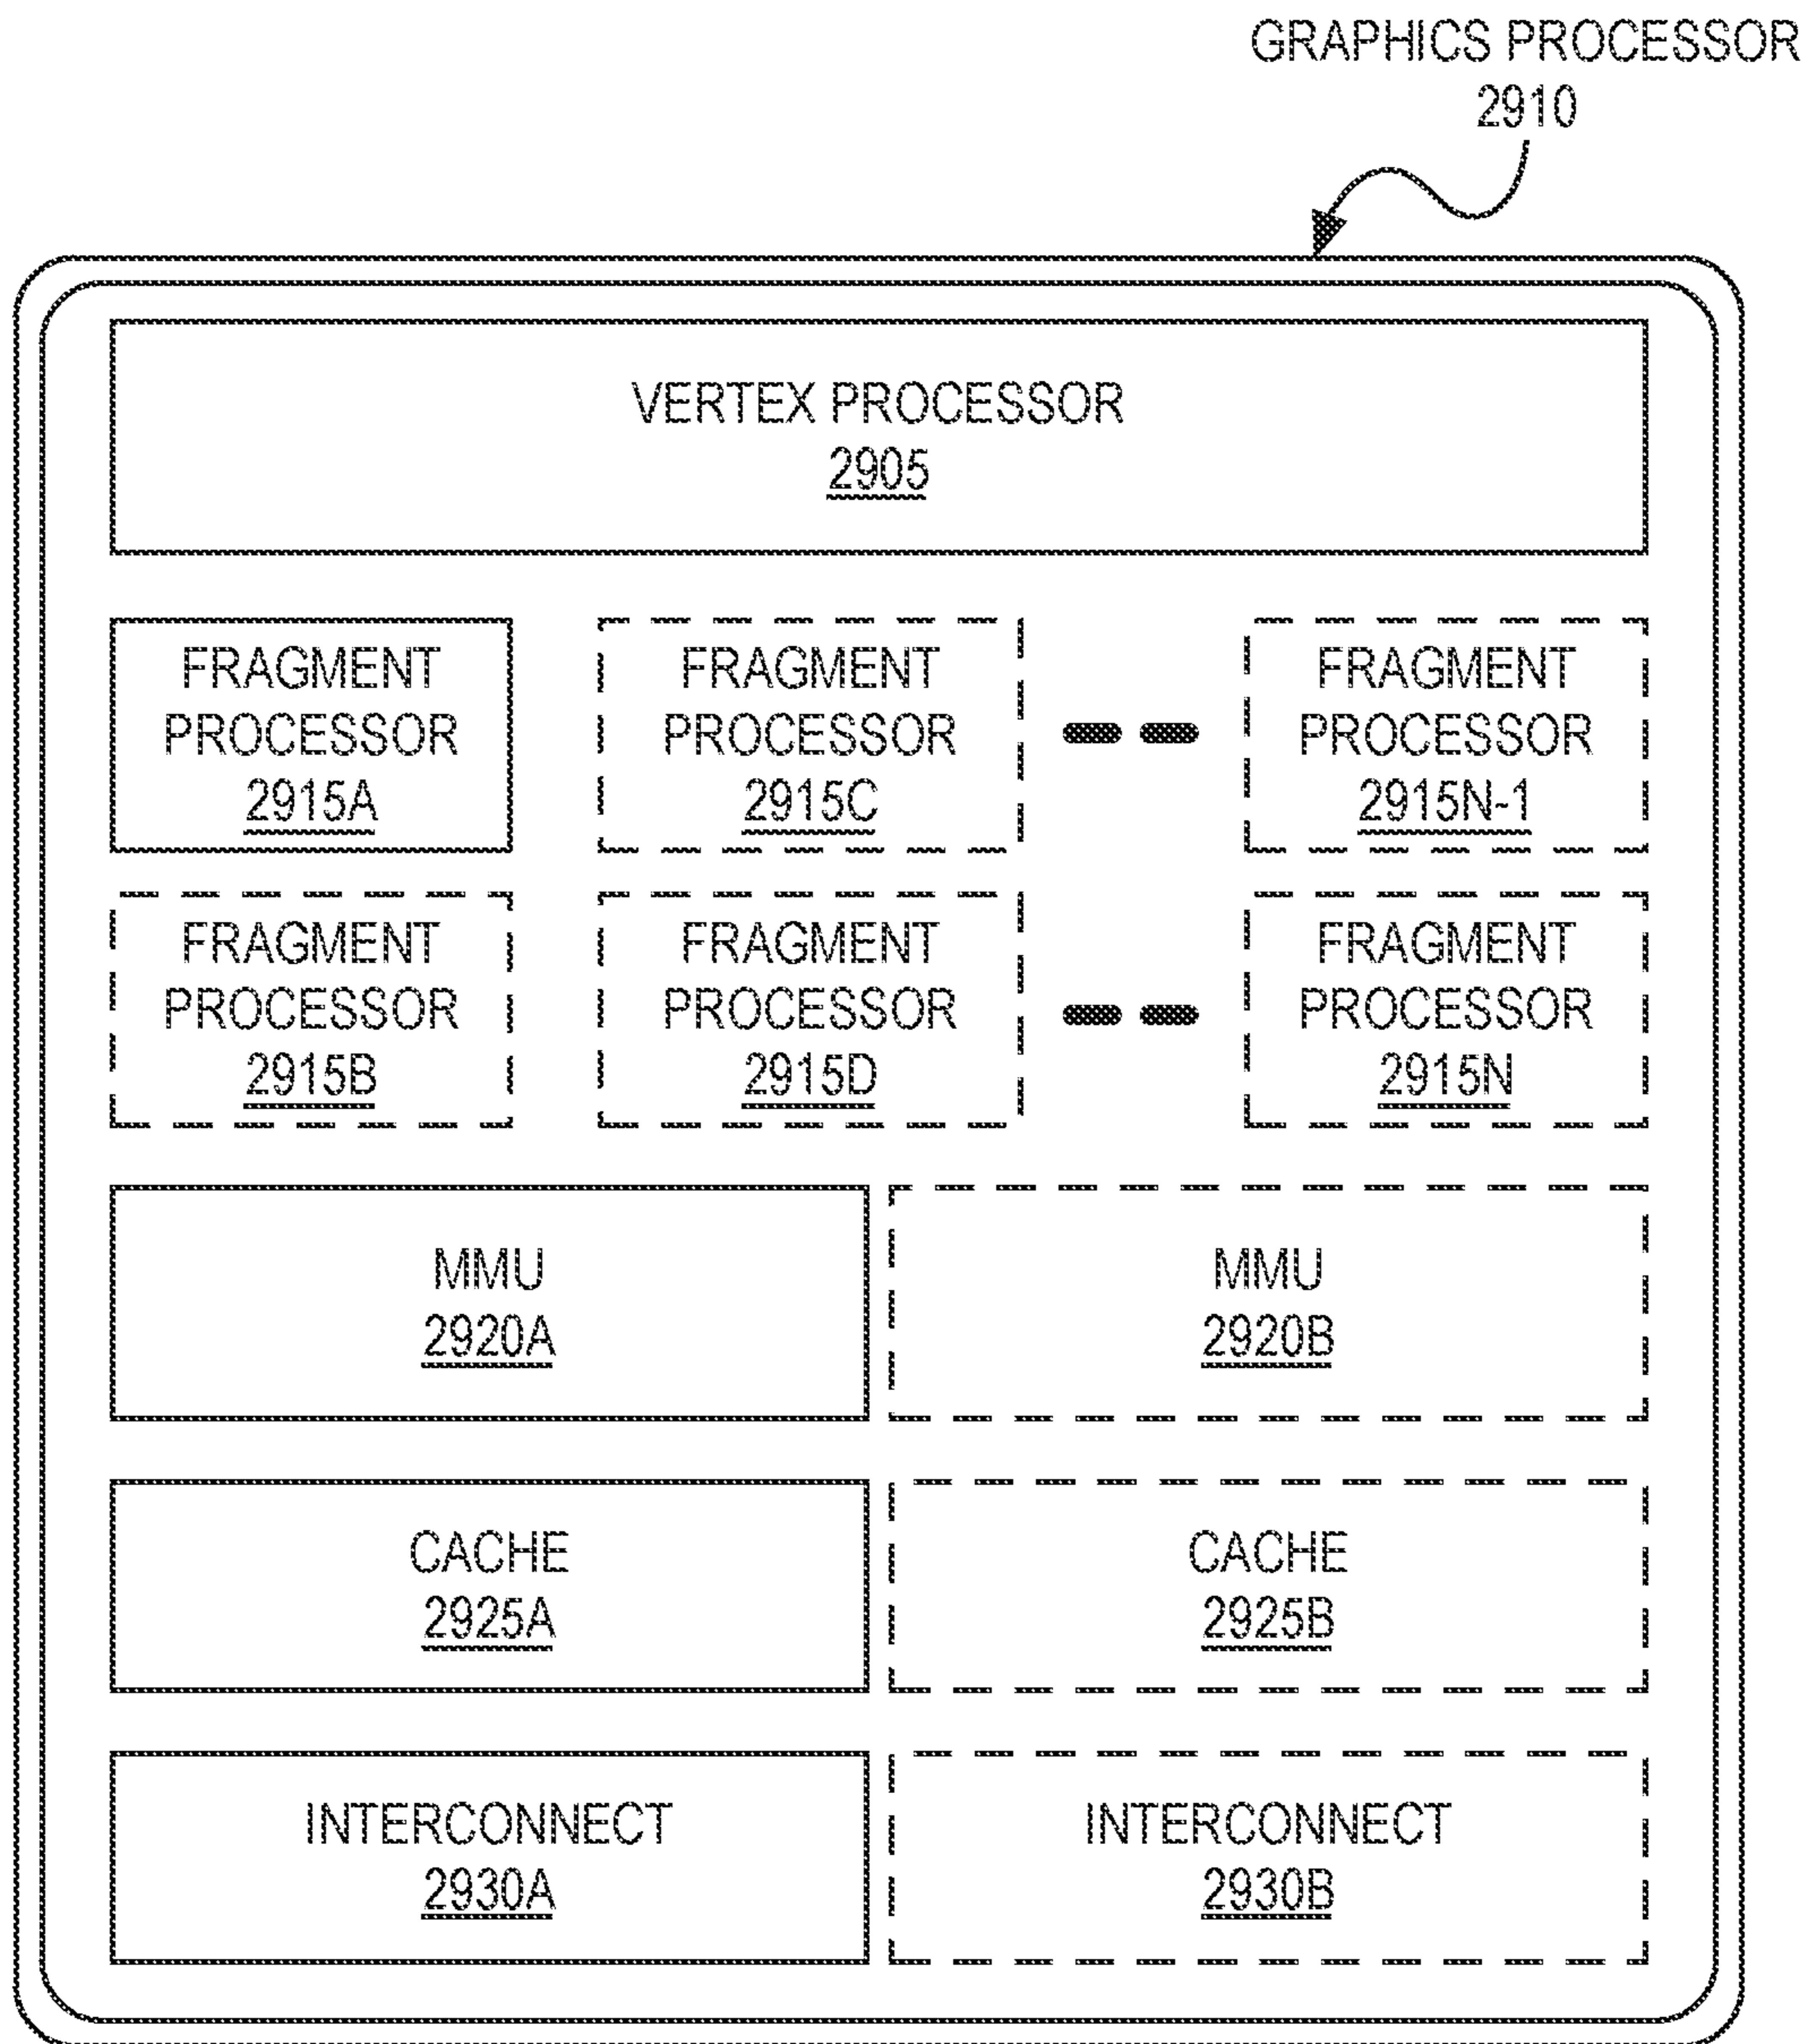 GRAPHICS PROCESSOR
2910
VERTEX PROCESSOR
2905
FRAGMENT
PROCESSOR
2915A
FRAGMENT
PROCESSOR
2915C
FRAGMENT
PROCESSOR
2915N-1
FRAGMENT
PROCESSOR
2915B
FRAGMENT
PROCESSOR
2915D
FRAGMENT
PROCESSOR
2915N
MMU
2920A
MMU
2920B
CACHE
2925A
CACHE
2925B
INTERCONNECT
2930A
INTERCONNECT
2930B